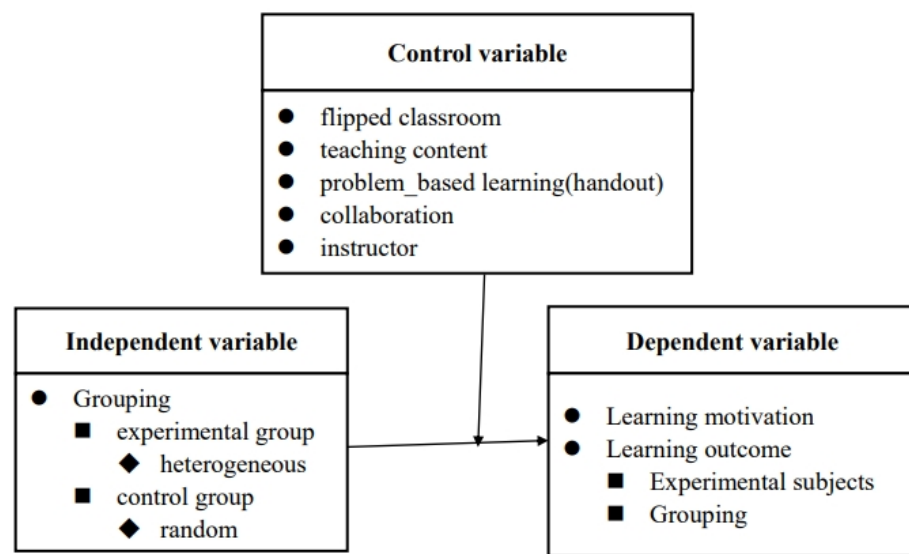 Control variable
● flipped classroom
● teaching content
● problem_based learning(handout)
● collaboration
● instructor
Independent variable
● Grouping
■ experimental group
◆ heterogeneous
■ control group
◆ random
Dependent variable
● Learning motivation
● Learning outcome
■ Experimental subjects
■ Grouping